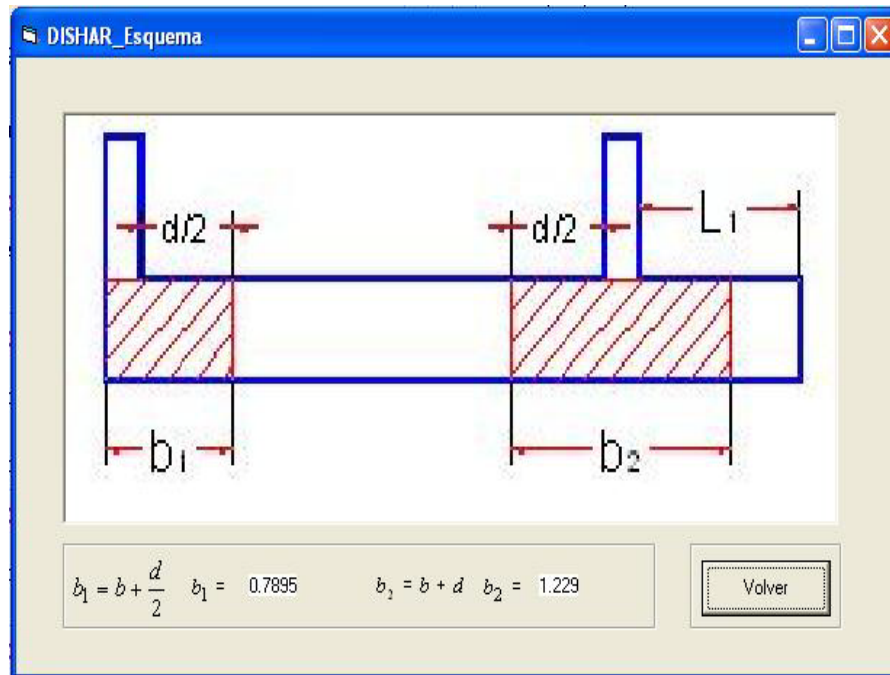 DISHAR_Esquema
d/2 d/2 L₁
b₁ b₂
b₁ = b + d/2 b₁ = 0.7895 b₂ = b + d b₂ = 1.229
Volver